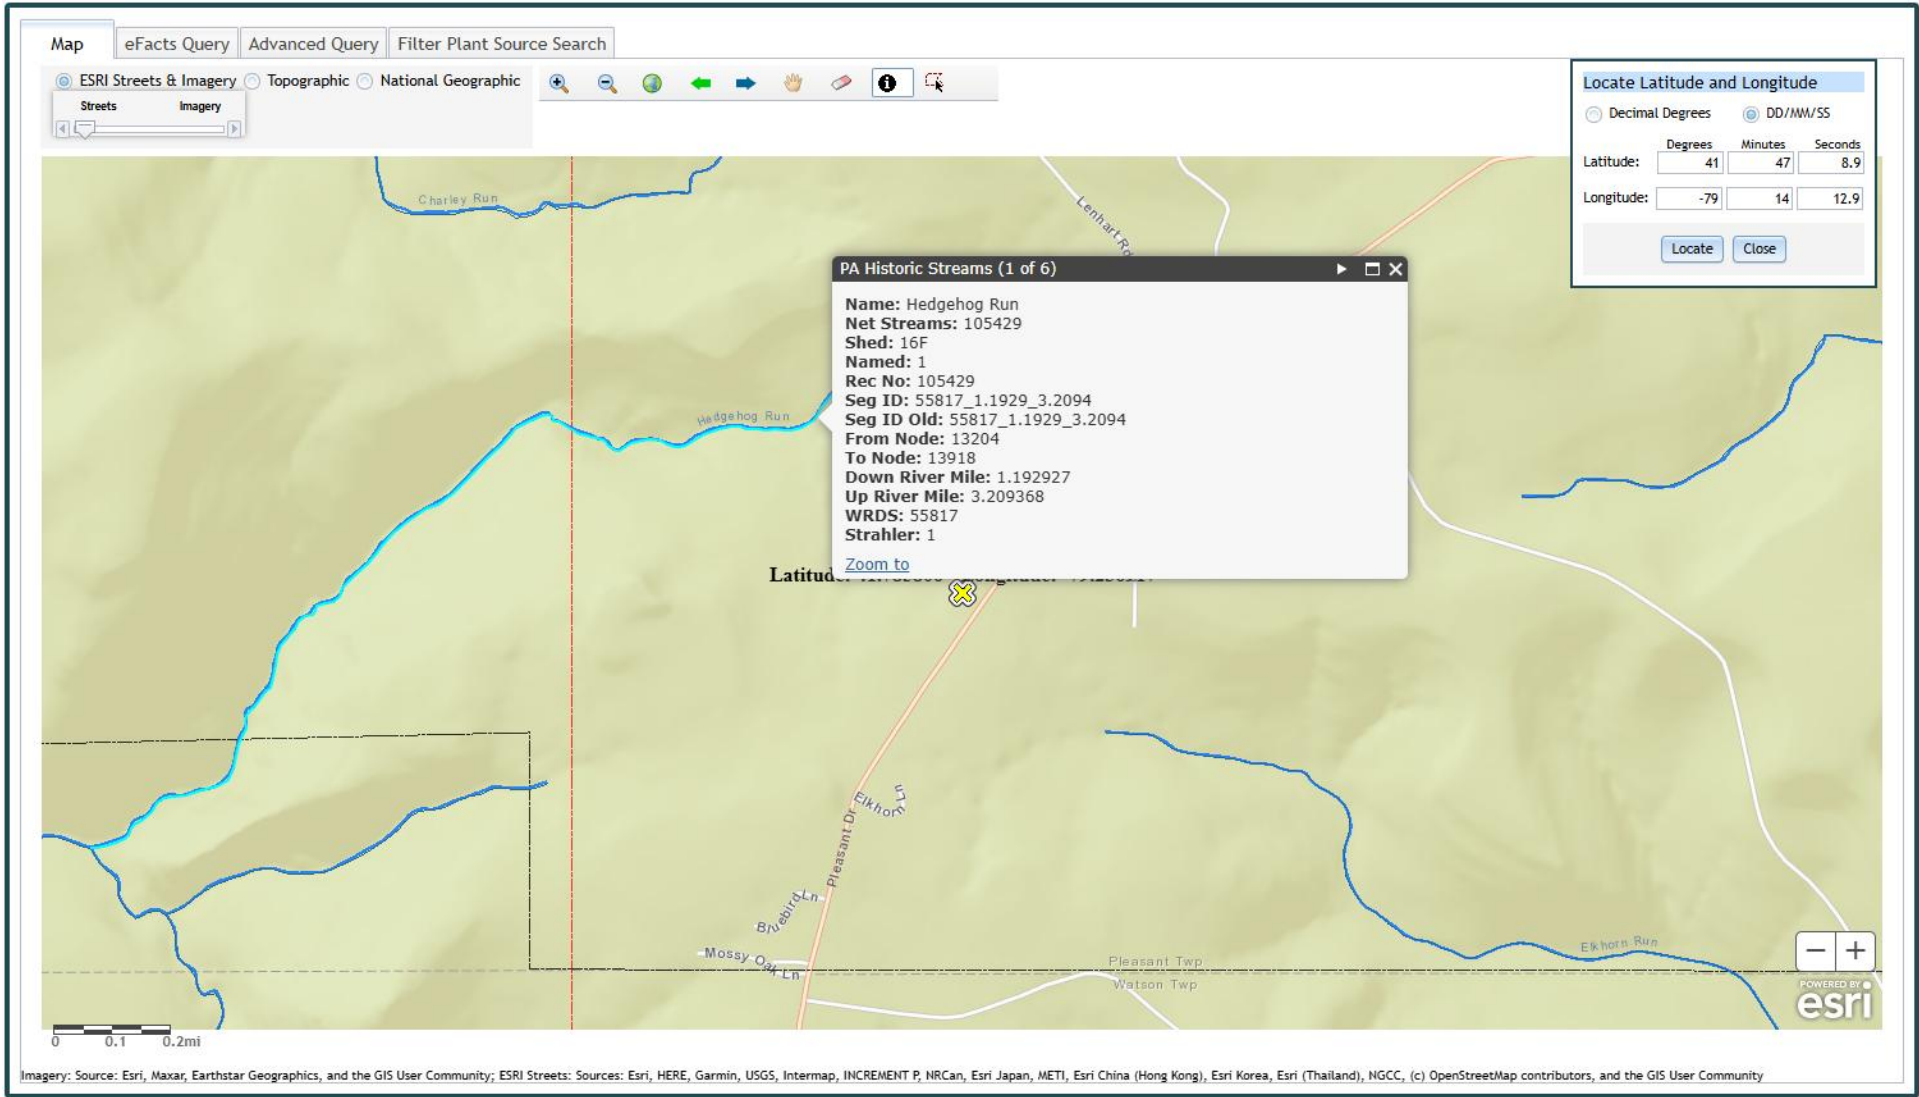 Map eFacts Query Advanced Query Filter Plant Source Search
ESRI Streets & Imagery Topographic National Geographic
Streets Imagery
Locate Latitude and Longitude
Decimal Degrees DD/MM/SS
Degrees Minutes Seconds
Latitude: 41 47 8.9
Longitude: -79 14 12.9
Locate Close
Charley Run
Lenhart Rd
PA Historic Streams (1 of 6)
Name: Hedgehog Run
Net Streams: 105429
Shed: 16F
Named: 1
Rec No: 105429
Seg ID: 55817_1.1929_3.2094
Seg ID Old: 55817_1.1929_3.2094
From Node: 13204
To Node: 13918
Down River Mile: 1.192927
Up River Mile: 3.209368
WRDS: 55817
Strahler: 1
Zoom to
Hedgehog Run
Elkhorn Ln
Pleasant Dr
Bluebird Ln
Mossy Oak Ln
Elkhorn Run
Pleasant Twp
Watson Twp
POWERED BY
esri
0 0.1 0.2mi
Imagery: Source: Esri, Maxar, Earthstar Geographics, and the GIS User Community; ESRI Streets: Sources: Esri, HERE, Garmin, USGS, Intermap, INCREMENT P, NRCan, Esri Japan, METI, Esri China (Hong Kong), Esri Korea, Esri (Thailand), NGCC, (c) OpenStreetMap contributors, and the GIS User Community